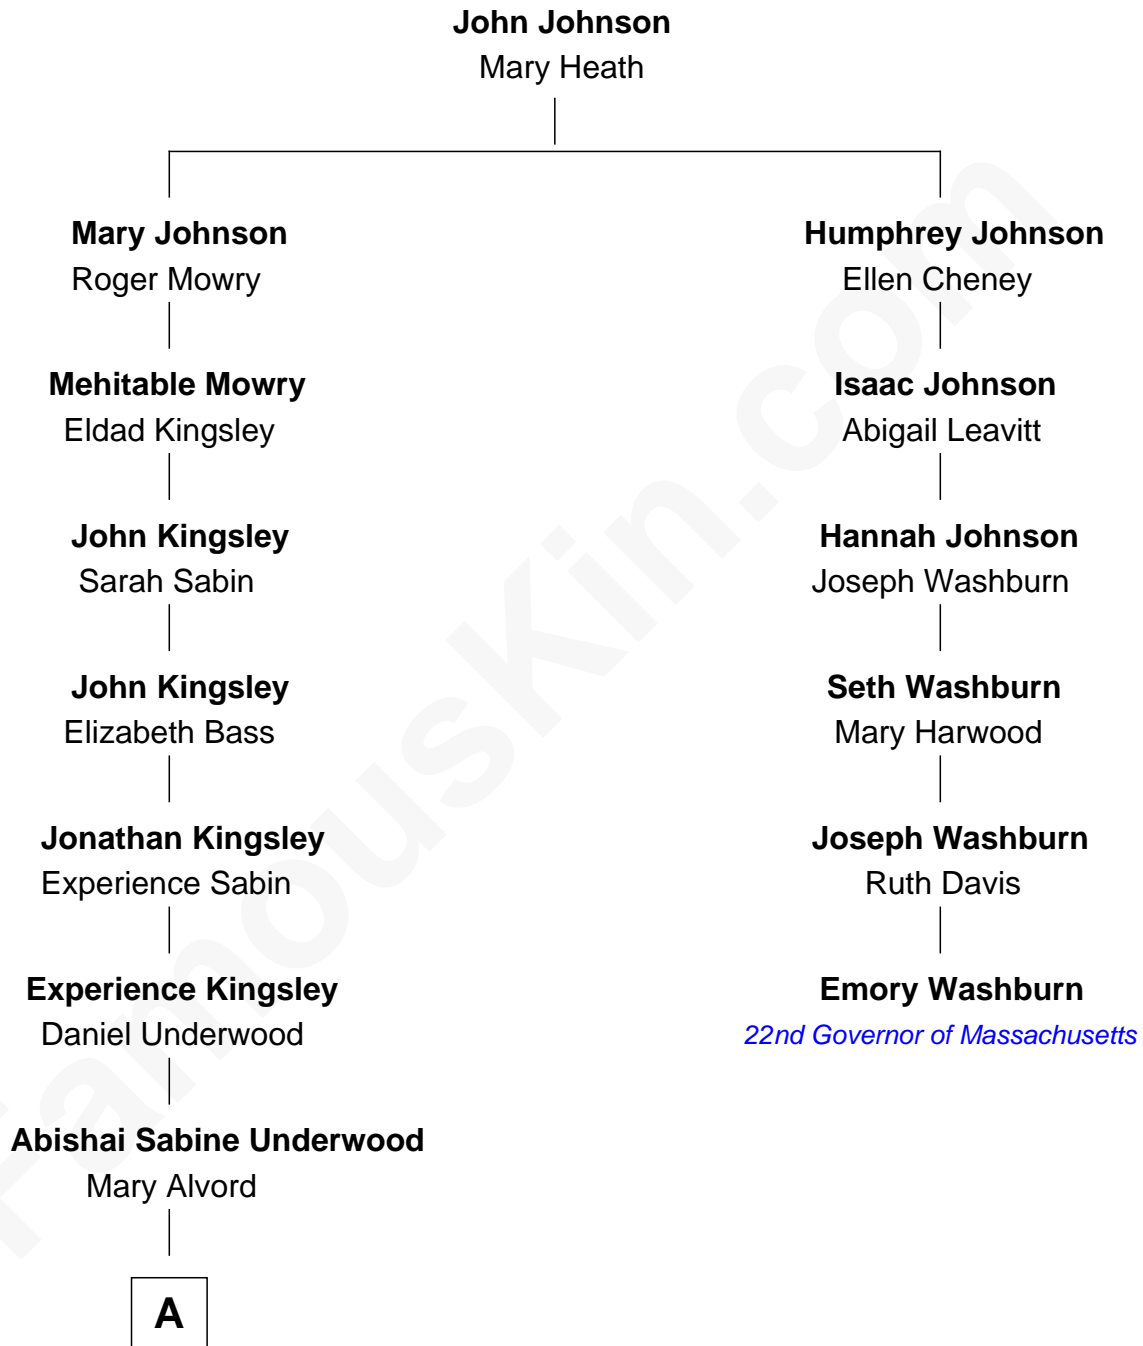 John Johnson
Mary Heath
Mary Johnson
Roger Mowry
Humphrey Johnson
Ellen Cheney
Mehitable Mowry
Eldad Kingsley
Isaac Johnson
Abigail Leavitt
John Kingsley
Sarah Sabin
Hannah Johnson
Joseph Washburn
John Kingsley
Elizabeth Bass
Seth Washburn
Mary Harwood
Jonathan Kingsley
Experience Sabin
Joseph Washburn
Ruth Davis
Experience Kingsley
Daniel Underwood
Emory Washburn
22nd Governor of Massachusetts
Abishai Sabine Underwood
Mary Alvord
A
FamousKin.com